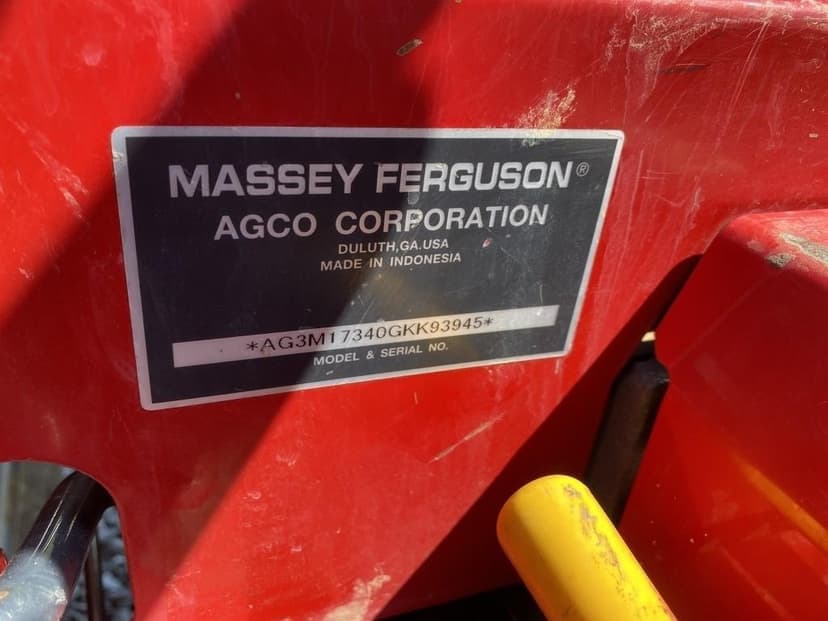 MASSEY FERGUSON®
AGCO CORPORATION
DULUTH,GA.USA
MADE IN INDONESIA
*AG3M17340GKK93945*
MODEL & SERIAL NO.